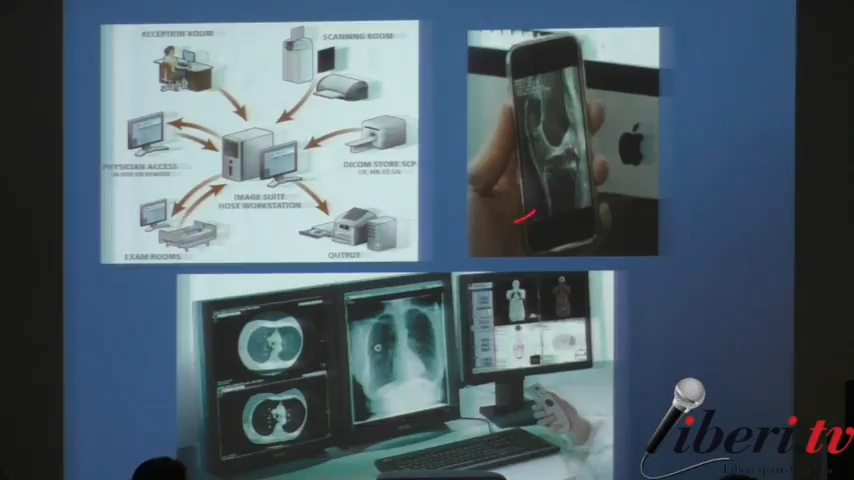 RECEPTION ROOM
SCANNING ROOM
PHYSICIAN ACCESS
DICOM STORE SCP
IMAGE SUITE
HOST WORKSTATION
EXAM ROOMS
OUTPUT
liberi tv